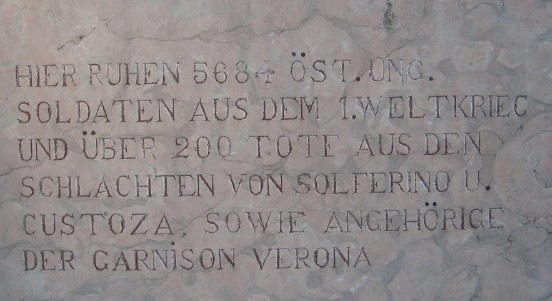 HIER RUHEN 5684 ÖST.UNG.
SOLDATEN AUS DEM 1.WELTKRIEG
UND ÜBER 200 TOTE AUS DEN
SCHLACHTEN VON SOLFERINO U.
CUSTOZA, SOWIE ANGEHÖRIGE
DER GARNISON VERONA